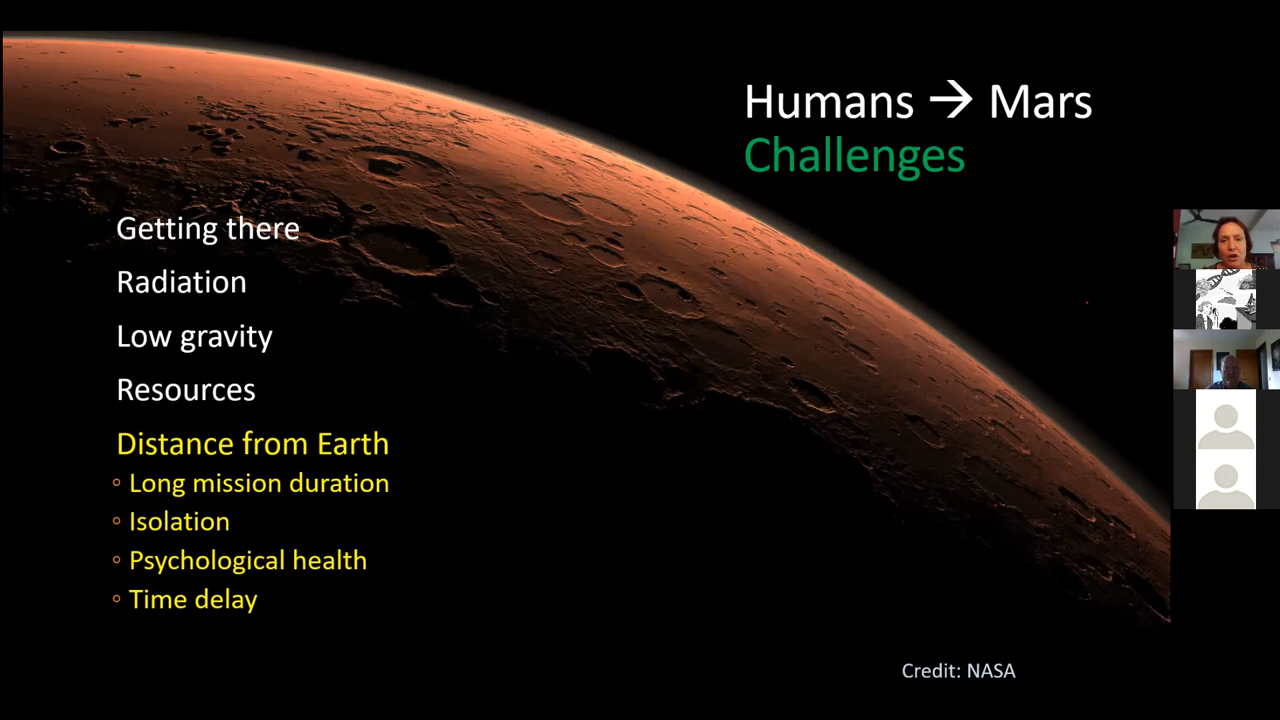 Humans → Mars
Challenges
Getting there
Radiation
Low gravity
Resources
Distance from Earth
◦ Long mission duration
◦ Isolation
◦ Psychological health
◦ Time delay
Credit: NASA